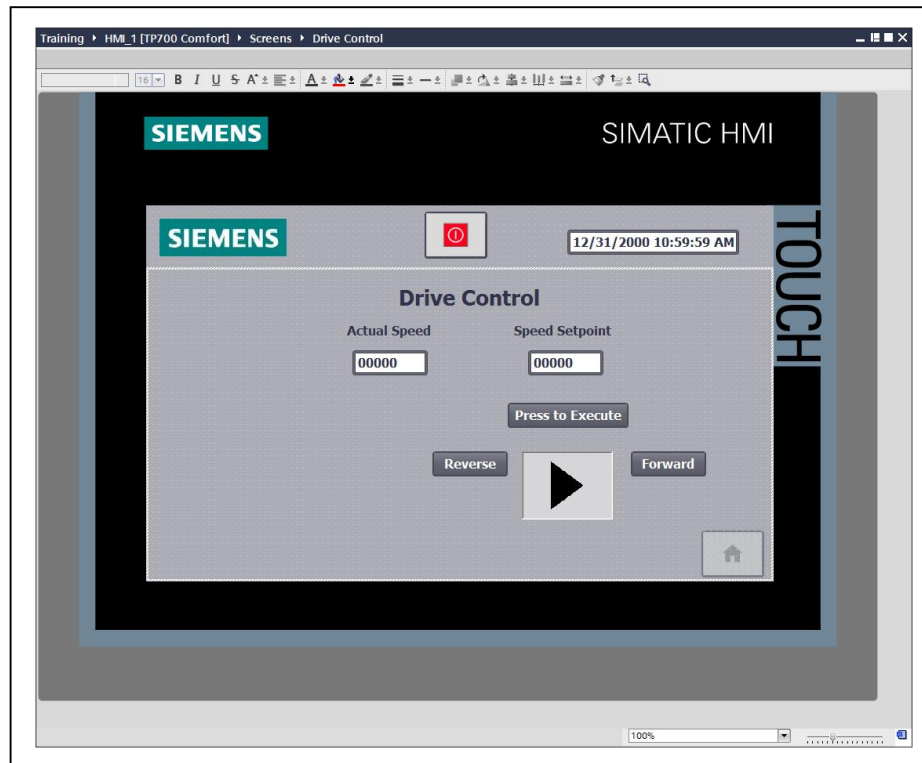 Training ▸ HMI_1 [TP700 Comfort] ▸ Screens ▸ Drive Control
16 B I U S A A
SIEMENS
SIMATIC HMI
TOUCH
SIEMENS
12/31/2000 10:59:59 AM
Drive Control
Actual Speed Speed Setpoint
00000 00000
Press to Execute
Reverse Forward
100%